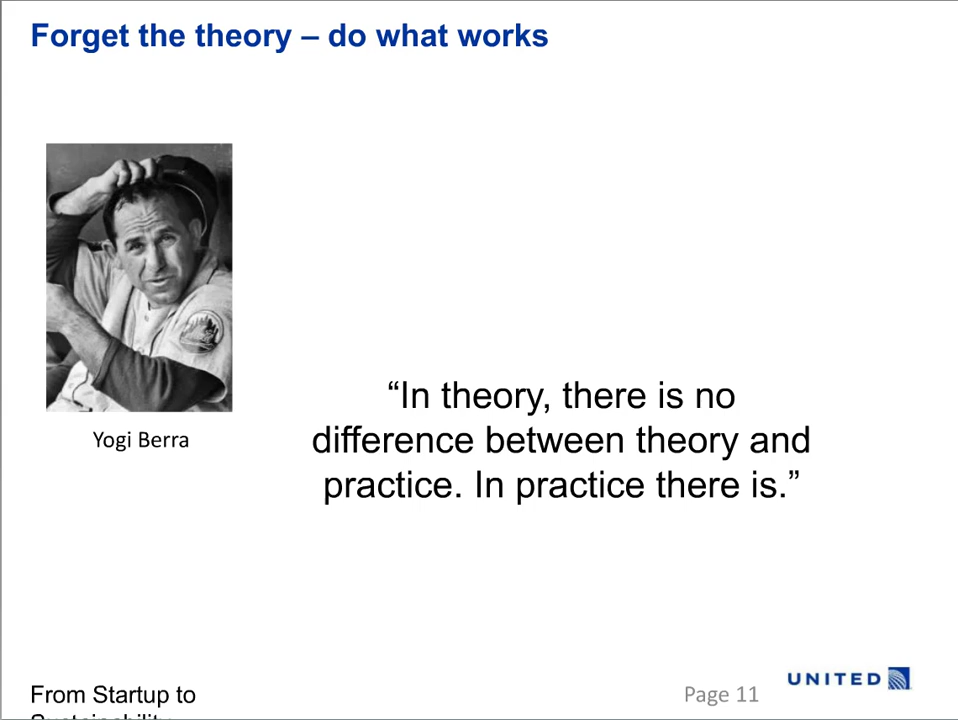 Forget the theory – do what works
Yogi Berra
“In theory, there is no
difference between theory and
practice. In practice there is.”
From Startup to
Sustainability
Page 11
UNITED